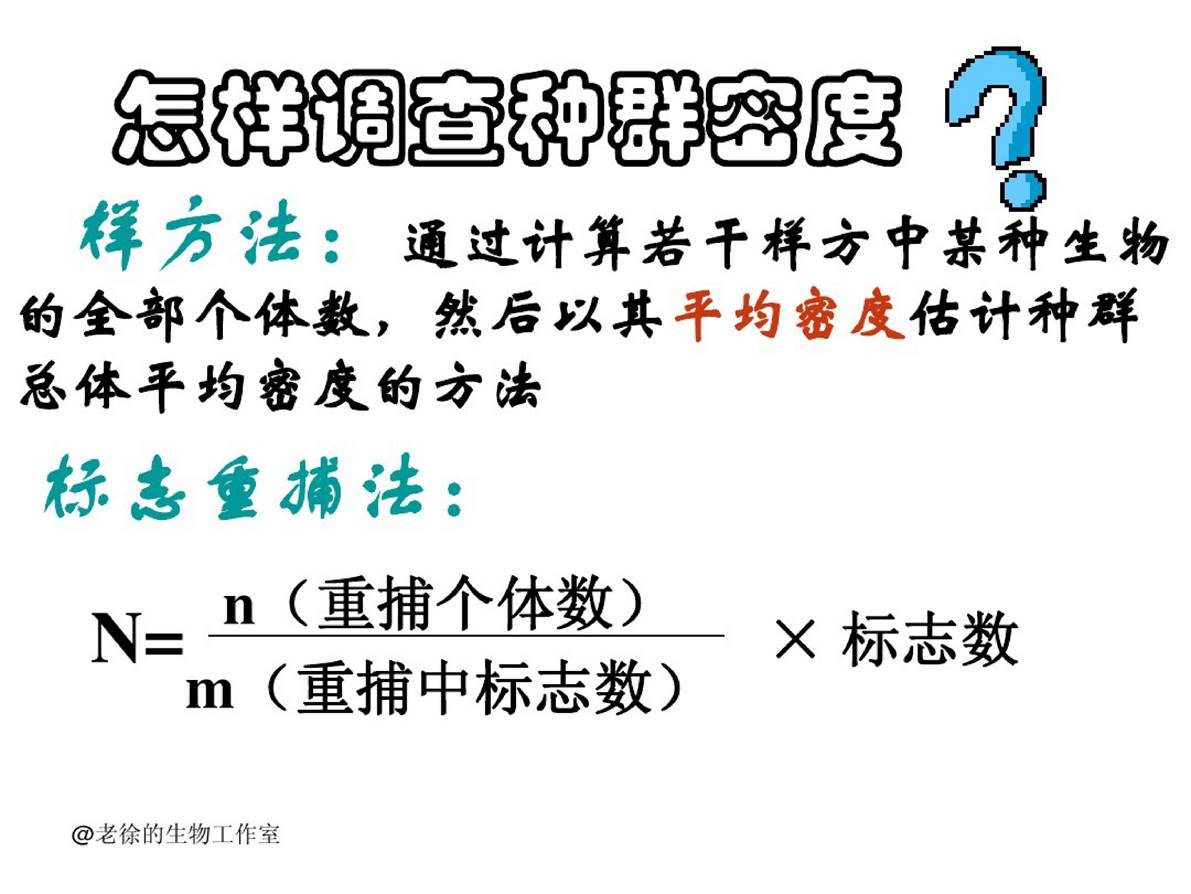 怎样调查种群密度?
样方法:通过计算若干样方中某种生物
的全部个体数,然后以其平均密度估计种群
总体平均密度的方法
标志重捕法:
N= n(重捕个体数) × 标志数
m(重捕中标志数)
@老徐的生物工作室